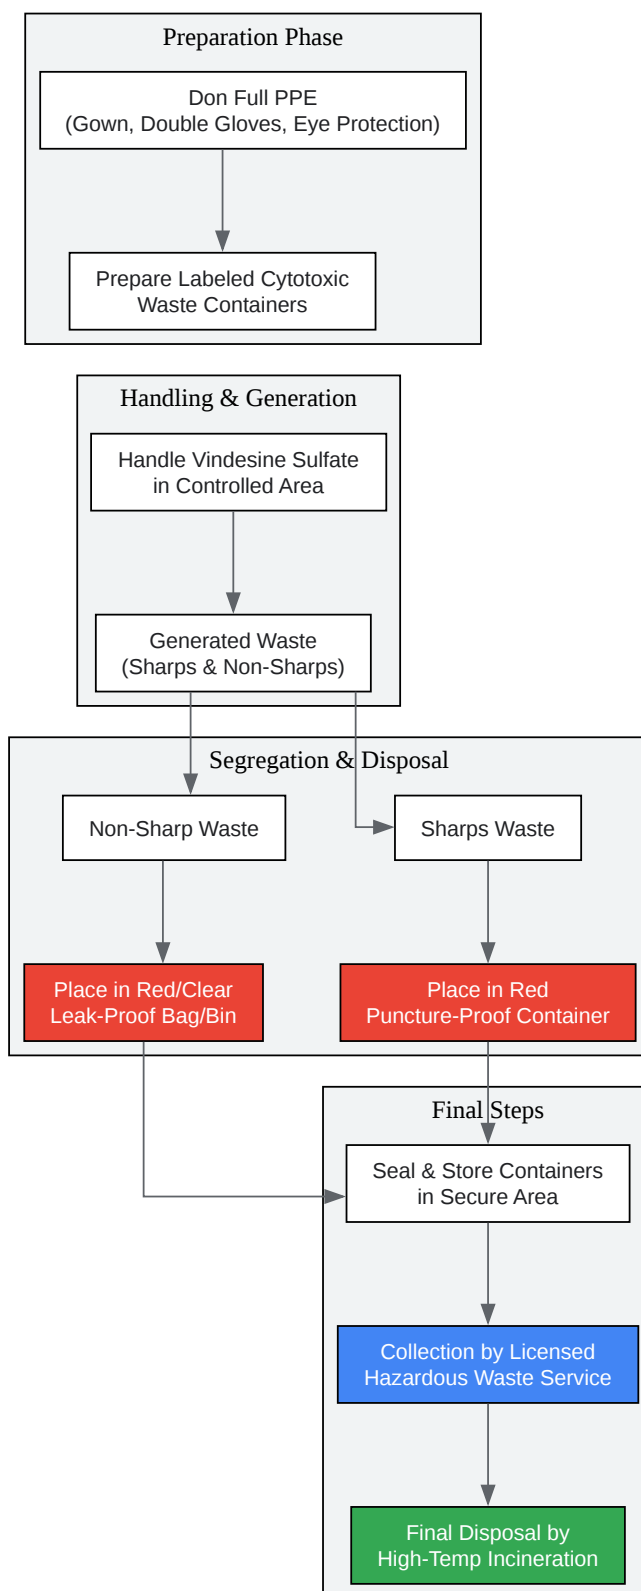 Preparation Phase
Don Full PPE
(Gown, Double Gloves, Eye Protection)
Prepare Labeled Cytotoxic
Waste Containers
Handling & Generation
Handle Vindesine Sulfate
in Controlled Area
Generated Waste
(Sharps & Non-Sharps)
Segregation & Disposal
Non-Sharp Waste
Sharps Waste
Place in Red/Clear
Leak-Proof Bag/Bin
Place in Red
Puncture-Proof Container
Final Steps
Seal & Store Containers
in Secure Area
Collection by Licensed
Hazardous Waste Service
Final Disposal by
High-Temp Incineration